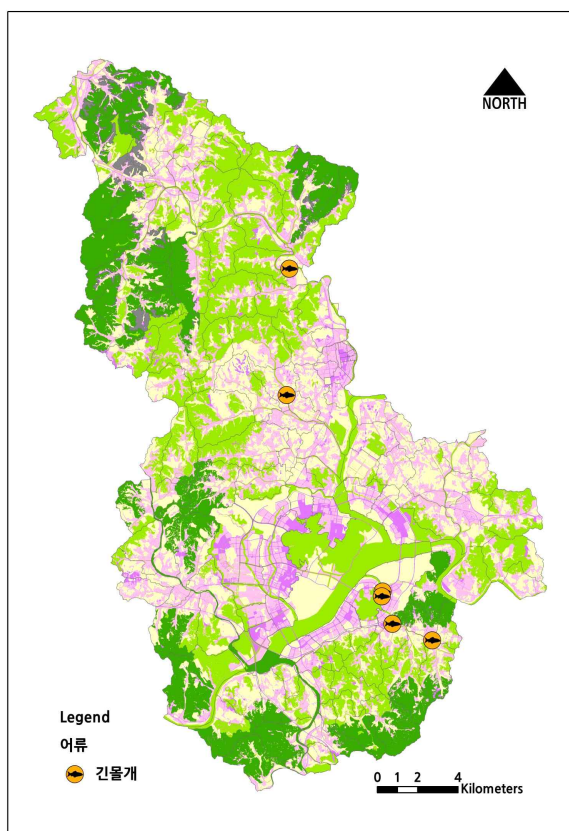 NORTH
Legend
어류
긴몰개
0 1 2 4
Kilometers